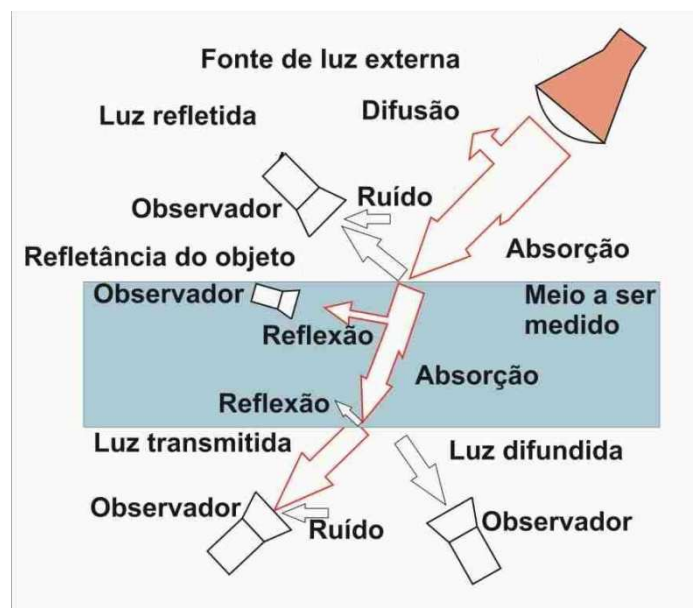 Fonte de luz externa
Luz refletida
Difusão
Ruído
Observador
Absorção
Refletância do objeto
Observador
Meio a ser
medido
Reflexão
Absorção
Reflexão
Luz transmitida
Luz difundida
Observador
Observador
Ruído